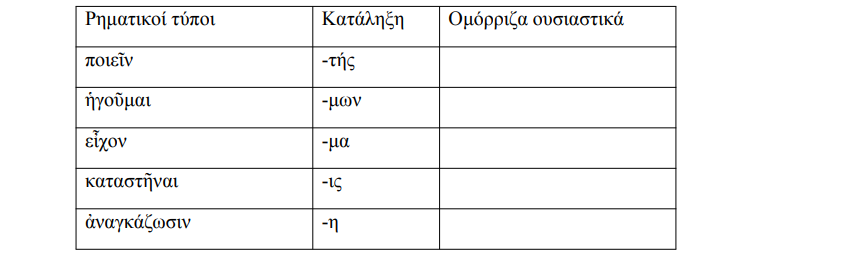 Ρηματικοί τύποι Κατάληξη Ομόρριζα ουσιαστικά
ποιεῖν -τής
ἡγοῦμαι -μων
εἶχον -μα
καταστῆναι -ις
ἀναγκάζωσιν -η